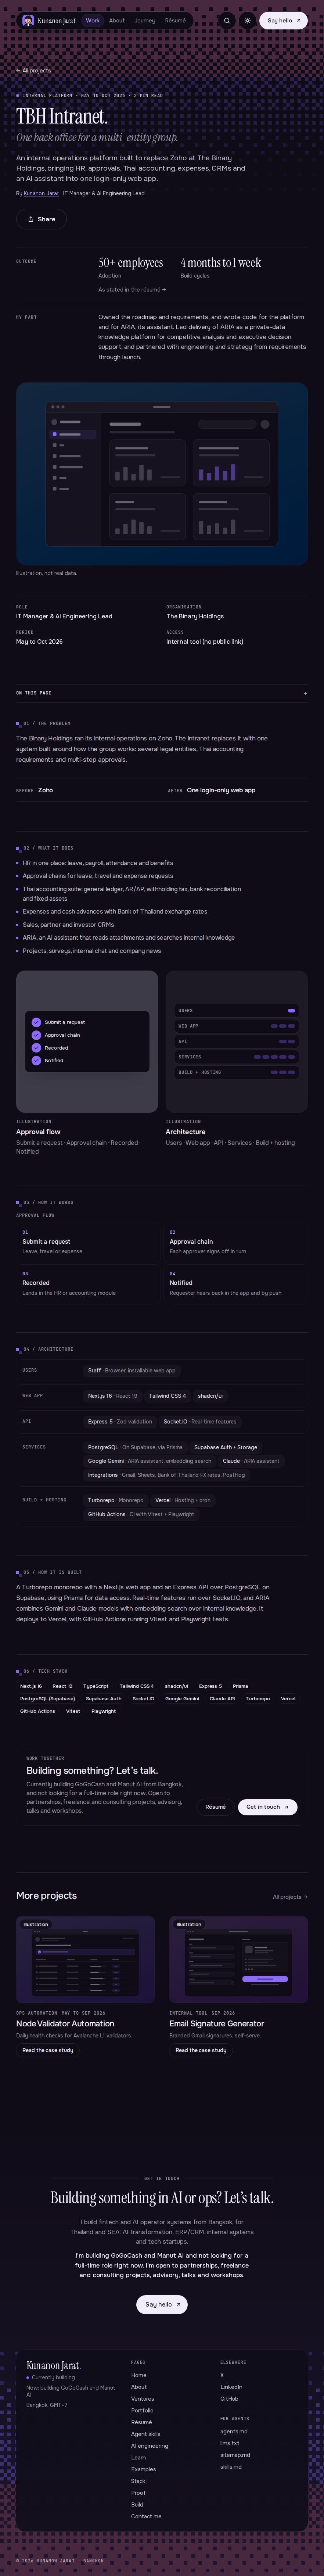 Kunanon Jarat
Work
About
Journey
Résumé
Say hello ↗
← All projects
INTERNAL PLATFORM · MAY TO OCT 2026 · 2 MIN READ
TBH Intranet.
One back office for a multi-entity group.
An internal operations platform built to replace Zoho at The Binary
Holdings, bringing HR, approvals, Thai accounting, expenses, CRMs and
an AI assistant into one login-only web app.
By Kunanon Jarat · IT Manager & AI Engineering Lead
Share
OUTCOME
50+ employees
Adoption
4 months to 1 week
Build cycles
As stated in the résumé →
MY PART
Owned the roadmap and requirements, and wrote code for the platform
and for ARIA, its assistant. Led delivery of ARIA as a private-data
knowledge platform for competitive analysis and executive decision
support, and partnered with engineering and strategy from requirements
through launch.
Illustration, not real data.
ROLE
IT Manager & AI Engineering Lead
ORGANISATION
The Binary Holdings
PERIOD
May to Oct 2026
ACCESS
Internal tool (no public link)
ON THIS PAGE
+
01 / THE PROBLEM
The Binary Holdings ran its internal operations on Zoho. The intranet replaces it with one
system built around how the group works: several legal entities, Thai accounting
requirements and multi-step approvals.
BEFORE Zoho
AFTER One login-only web app
02 / WHAT IT DOES
HR in one place: leave, payroll, attendance and benefits
Approval chains for leave, travel and expense requests
Thai accounting suite: general ledger, AR/AP, withholding tax, bank reconciliation
and fixed assets
Expenses and cash advances with Bank of Thailand exchange rates
Sales, partner and investor CRMs
ARIA, an AI assistant that reads attachments and searches internal knowledge
Projects, surveys, internal chat and company news
Submit a request
Approval chain
Recorded
Notified
USERS
WEB APP
API
SERVICES
BUILD + HOSTING
ILLUSTRATION
Approval flow
Submit a request · Approval chain · Recorded ·
Notified
ILLUSTRATION
Architecture
Users · Web app · API · Services · Build + hosting
03 / HOW IT WORKS
APPROVAL FLOW
01
Submit a request
Leave, travel or expense
02
Approval chain
Each approver signs off in turn
03
Recorded
Lands in the HR or accounting module
04
Notified
Requester hears back in the app and by push
04 / ARCHITECTURE
USERS
Staff · Browser, installable web app
WEB APP
Next.js 16 · React 19
Tailwind CSS 4
shadcn/ui
API
Express 5 · Zod validation
Socket.IO · Real-time features
SERVICES
PostgreSQL · On Supabase, via Prisma
Supabase Auth + Storage
Google Gemini · ARIA assistant, embedding search
Claude · ARIA assistant
Integrations · Gmail, Sheets, Bank of Thailand FX rates, PostHog
BUILD + HOSTING
Turborepo · Monorepo
Vercel · Hosting + cron
GitHub Actions · CI with Vitest + Playwright
05 / HOW IT IS BUILT
A Turborepo monorepo with a Next.js web app and an Express API over PostgreSQL on
Supabase, using Prisma for data access. Real-time features run over Socket.IO, and ARIA
combines Gemini and Claude models with embedding search over internal knowledge. It
deploys to Vercel, with GitHub Actions running Vitest and Playwright tests.
06 / TECH STACK
Next.js 16
React 19
TypeScript
Tailwind CSS 4
shadcn/ui
Express 5
Prisma
PostgreSQL (Supabase)
Supabase Auth
Socket.IO
Google Gemini
Claude API
Turborepo
Vercel
GitHub Actions
Vitest
Playwright
WORK TOGETHER
Building something? Let's talk.
Currently building GoGoCash and Manut AI from Bangkok,
and not looking for a full-time role right now. Open to
partnerships, freelance and consulting projects, advisory,
talks and workshops.
Résumé
Get in touch ↗
More projects
All projects →
Illustration
OPS AUTOMATION MAY TO SEP 2026
Node Validator Automation
Daily health checks for Avalanche L1 validators.
Read the case study
Illustration
INTERNAL TOOL SEP 2026
Email Signature Generator
Branded Gmail signatures, self-serve.
Read the case study
GET IN TOUCH
Building something in AI or ops? Let's talk.
I build fintech and AI operator systems from Bangkok, for
Thailand and SEA: AI transformation, ERP/CRM, internal systems
and tech startups.
I'm building GoGoCash and Manut AI and not looking for a
full-time role right now. I'm open to partnerships, freelance
and consulting projects, advisory, talks and workshops.
Say hello ↗
Kunanon Jarat.
Currently building
Now: building GoGoCash and Manut
AI
Bangkok, GMT+7
PAGES
Home
About
Ventures
Portfolio
Résumé
Agent skills
AI engineering
Learn
Examples
Stack
Proof
Build
Contact me
ELSEWHERE
X
LinkedIn
GitHub
FOR AGENTS
agents.md
llms.txt
sitemap.md
skills.md
© 2026 KUNANON JARAT · BANGKOK